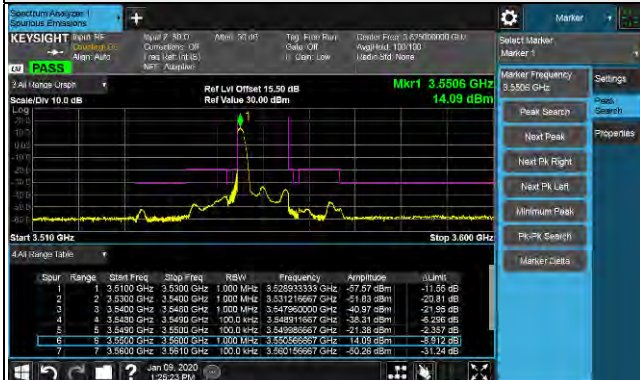 Spectrum Analyzer 1
Spurious Emissions
Marker
KEYSIGHT Input: RF
Coupling: DC
Align: Auto
Input Z: 50 Ω
Corrections: Off
Freq Ref: Int (S)
NFE: Adaptive
Atten: 30 dB
Trig: Free Run
Gate: Off
IF Gain: Low
Center Freq: 3.625000000 GHz
Avg|Hold: 100/100
Radio Std: None
LM PASS
Select Marker
Marker 1
3 All Range Graph
Scale/Div 10.0 dB
Ref Lvl Offset 15.50 dB
Ref Value 30.00 dBm
Mkr1 3.5506 GHz
14.09 dBm
Log
1
Start 3.510 GHz
Stop 3.600 GHz
Marker Frequency
3.5506 GHz
Settings
Peak Search
Peak
Search
Next Peak
Properties
Next Pk Right
Next Pk Left
Minimum Peak
Pk-Pk Search
Marker Delta
4 All Range Table
Spur Range Start Freq Stop Freq RBW Frequency Amplitude ΔLimit
1 1 3.5100 GHz 3.5300 GHz 1.000 MHz 3.528933333 GHz -57.57 dBm -11.55 dB
2 2 3.5300 GHz 3.5400 GHz 1.000 MHz 3.531216667 GHz -51.83 dBm -20.81 dB
3 3 3.5400 GHz 3.5480 GHz 1.000 MHz 3.547960000 GHz -40.97 dBm -21.95 dB
4 4 3.5480 GHz 3.5490 GHz 100.0 kHz 3.548911667 GHz -38.31 dBm -6.296 dB
5 5 3.5490 GHz 3.5500 GHz 100.0 kHz 3.549986667 GHz -21.38 dBm -2.357 dB
6 6 3.5500 GHz 3.5600 GHz 1.000 MHz 3.550566667 GHz 14.09 dBm -8.912 dB
7 7 3.5600 GHz 3.5610 GHz 100.0 kHz 3.560156667 GHz -50.26 dBm -31.24 dB
Jan 09, 2020
1:25:23 PM